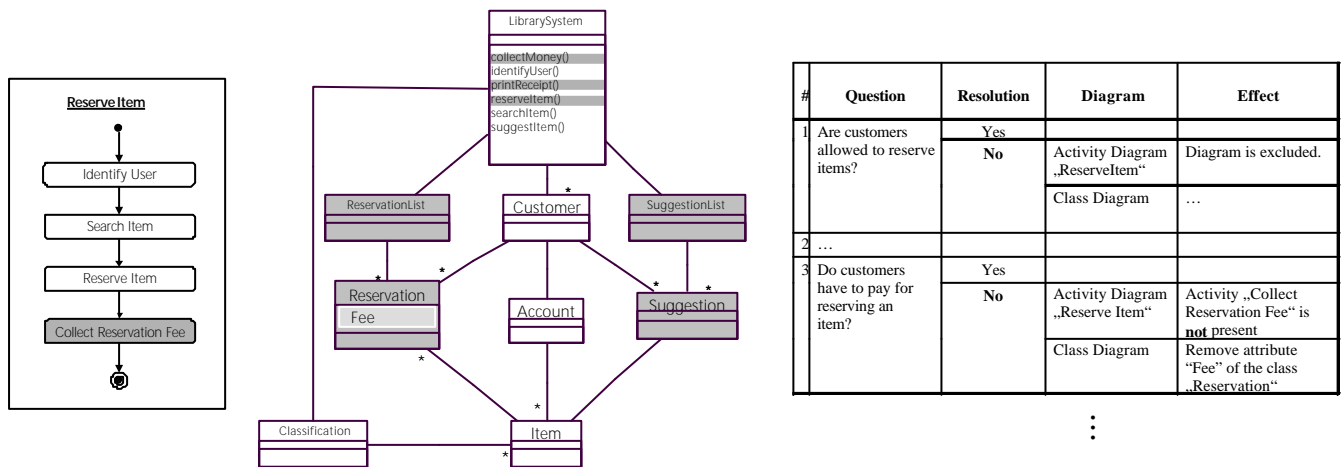 Reserve Item
Identify User
Search Item
Reserve Item
Collect Reservation Fee
LibrarySystem
collectMoney()
identifyUser()
printReceipt()
reserveItem()
searchItem()
suggestItem()
ReservationList
Customer
*
SuggestionList
*
*
*
*
Reservation
Fee
Account
Suggestion
*
*
Classification
Item
*
# Question Resolution Diagram Effect
1 Are customers
allowed to reserve
items?
Yes
No
Activity Diagram
„ReserveItem“
Diagram is excluded.
Class Diagram
…
2 …
3 Do customers
have to pay for
reserving an
item?
Yes
No
Activity Diagram
„Reserve Item“
Activity „Collect
Reservation Fee“ is
not present
Class Diagram
Remove attribute
“Fee” of the class
„Reservation“
⋮